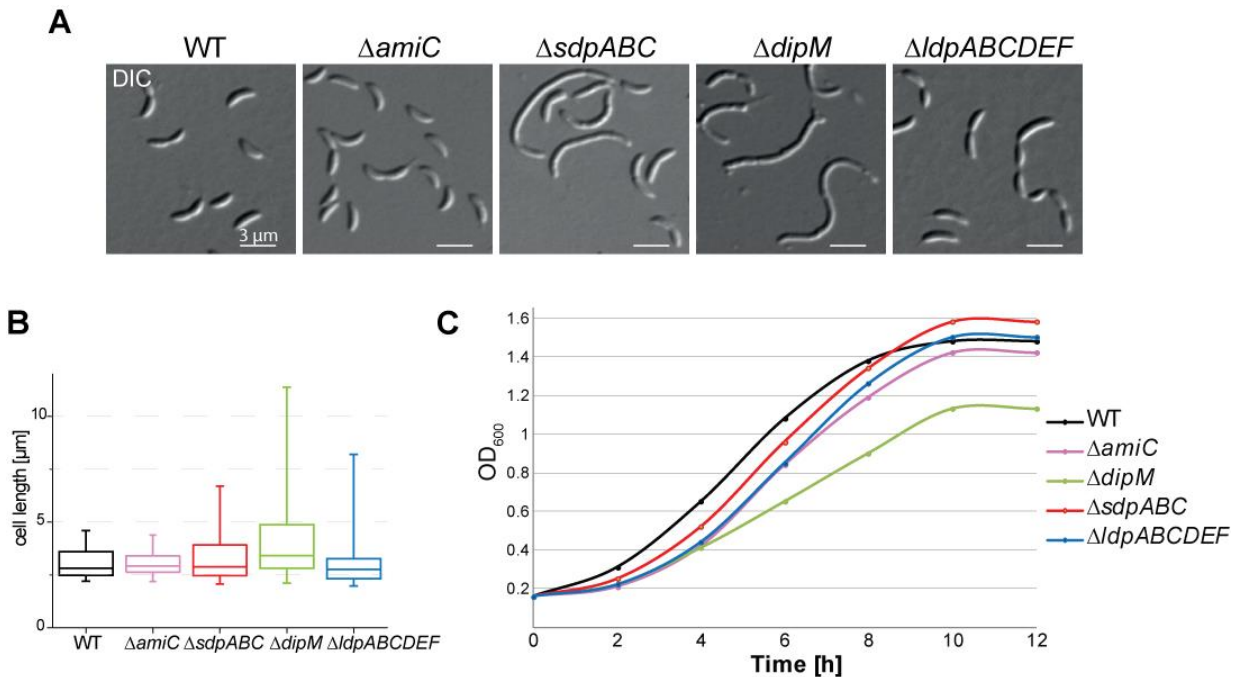 A
WT ΔamiC ΔsdpABC ΔdipM ΔldpABCDEF
DIC
3 µm
B
cell length [µm]
10
5
0
WT ΔamiC ΔsdpABC ΔdipM ΔldpABCDEF
C
OD600
1.6
1.4
1.2
1
0.8
0.6
0.4
0.2
0 2 4 6 8 10 12
Time [h]
WT
ΔamiC
ΔdipM
ΔsdpABC
ΔldpABCDEF